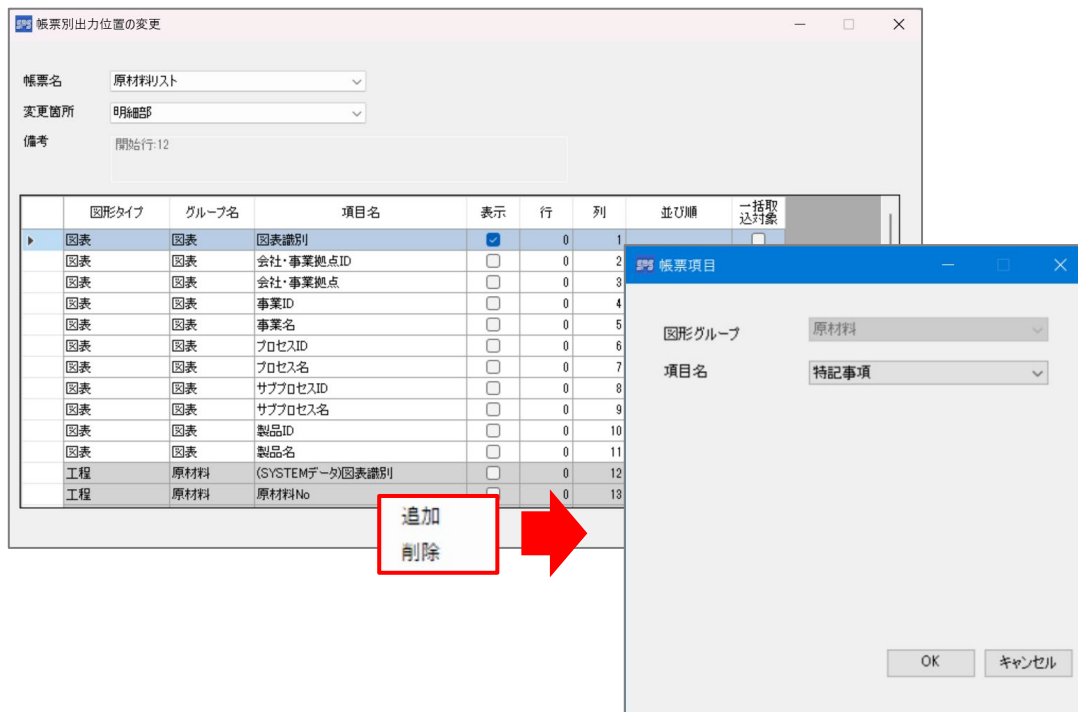 SPS 帳票別出力位置の変更
帳票名 原材料リスト
変更箇所 明細部
備考 開始行:12
図形タイプ グループ名 項目名 表示 行 列 並び順 一括取込対象
図表 図表 図表識別 0 1
図表 図表 会社・事業拠点ID 0 2
図表 図表 会社・事業拠点 0 3
図表 図表 事業ID 0 4
図表 図表 事業名 0 5
図表 図表 プロセスID 0 6
図表 図表 プロセス名 0 7
図表 図表 サブプロセスID 0 8
図表 図表 サブプロセス名 0 9
図表 図表 製品ID 0 10
図表 図表 製品名 0 11
工程 原材料 (SYSTEMデータ)図表識別 0 12
工程 原材料 原材料No 0 13
追加
削除
SPS 帳票項目
図形グループ 原材料
項目名 特記事項
OK キャンセル